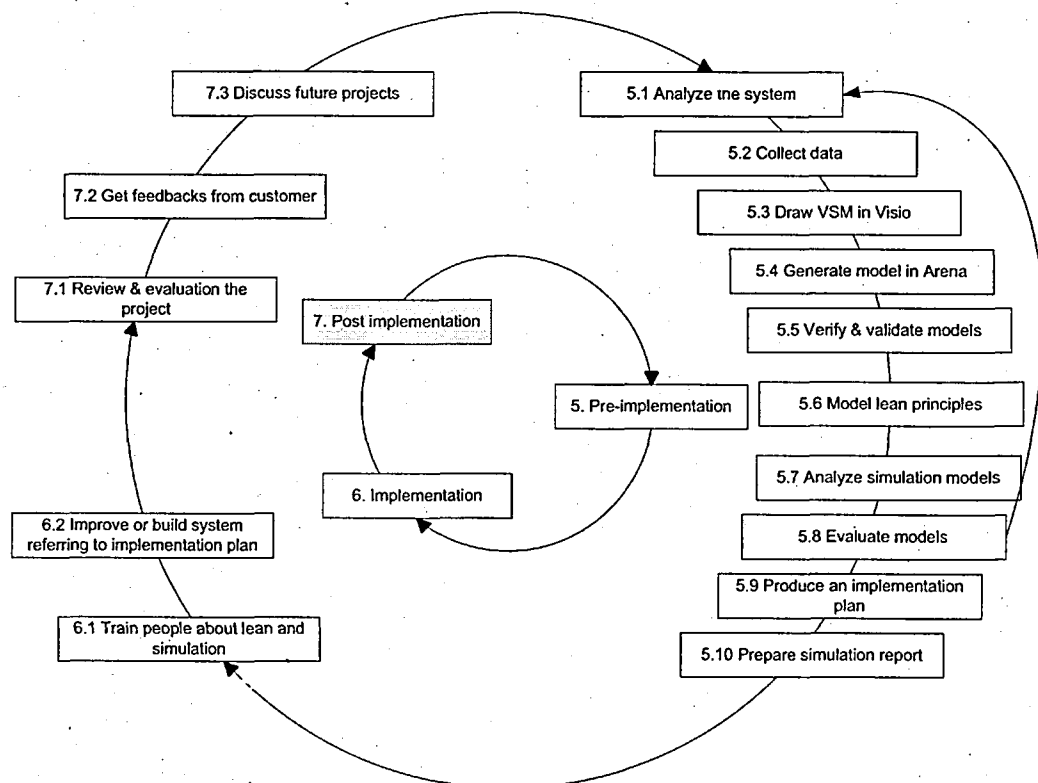 7.3 Discuss future projects
5.1 Analyze the system
5.2 Collect data
7.2 Get feedbacks from customer
5.3 Draw VSM in Visio
5.4 Generate model in Arena
7.1 Review & evaluation the
project
7. Post implementation
5.5 Verify & validate models
5. Pre-implementation
5.6 Model lean principles
5.7 Analyze simulation models
6. Implementation
6.2 Improve or build system
referring to implementation plan
5.8 Evaluate models
5.9 Produce an implementation
plan
6.1 Train people about lean and
simulation
5.10 Prepare simulation report